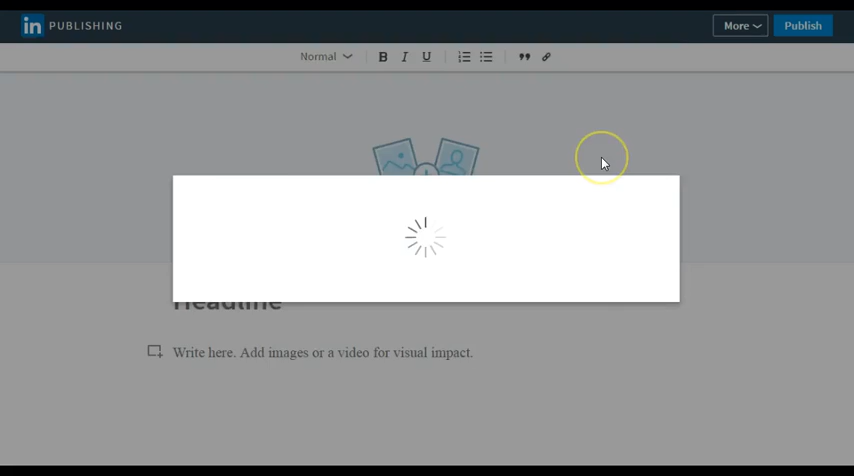 in PUBLISHING
More
Publish
Normal
B I U
Headline
Write here. Add images or a video for visual impact.